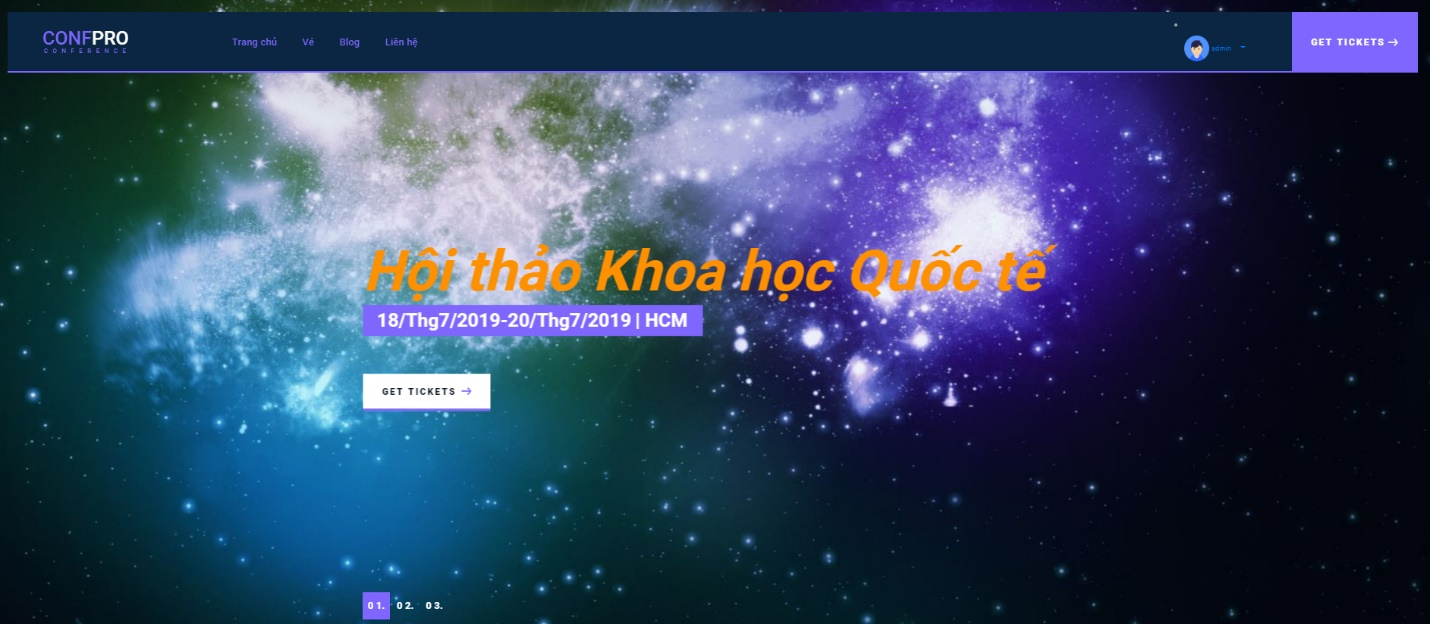 CONFPRO
CONFERENCE
Trang chủ
Vé
Blog
Liên hệ
admin
GET TICKETS
Hội thảo Khoa học Quốc tế
18/Thg7/2019-20/Thg7/2019 | HCM
GET TICKETS
01. 02. 03.